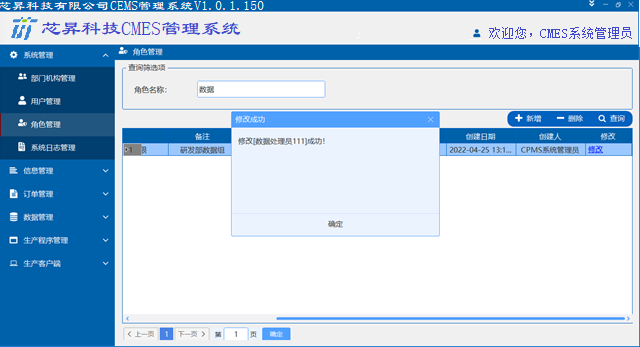 芯昇科技有限公司CEMS管理系统V1.0.1.150
芯昇科技CMES管理系统
欢迎您，CMES系统管理员
系统管理
部门机构管理
用户管理
角色管理
系统日志管理
信息管理
订单管理
数据管理
生产程序管理
生产客户端
角色管理
查询筛选项
角色名称：
数据
新增
删除
查询
备注
创建日期
创建人
修改
1
研发部数据组
2022-04-25 13:1...
CPMS系统管理员
修改
修改成功
修改[数据处理员111]成功!
确定
上一页
1
下一页
第
1
页
确定